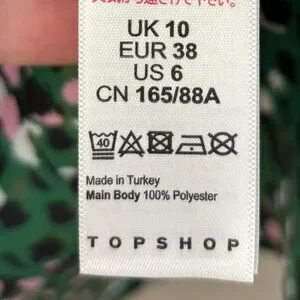 UK 10
EUR 38
US 6
CN 165/88A
40
Made in Turkey
Main Body 100% Polyester
TOPSHOP